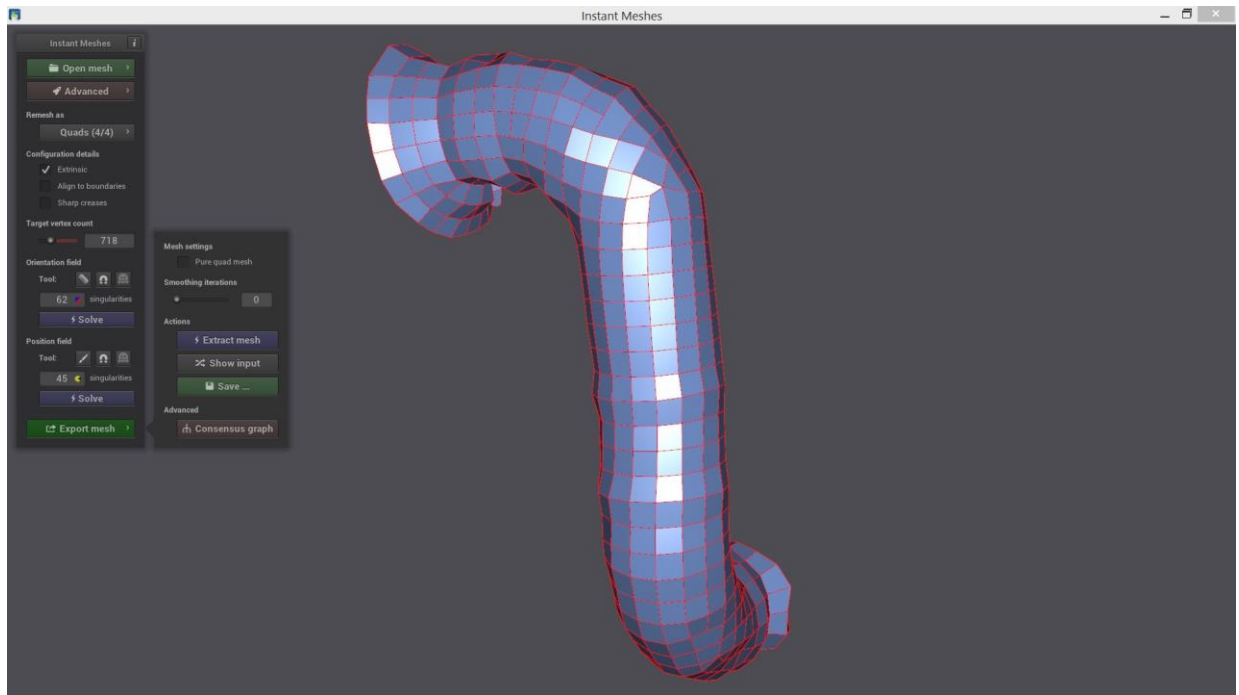 Instant Meshes
Instant Meshes i
Open mesh
Advanced
Remesh as
Quads (4/4)
Configuration details
Extrinsic
Align to boundaries
Sharp creases
Target vertex count
718
Orientation field
Tool:
62 singularities
Solve
Position field
Tool:
45 singularities
Solve
Export mesh
Mesh settings
Pure quad mesh
Smoothing iterations
0
Actions
Extract mesh
Show input
Save ...
Advanced
Consensus graph